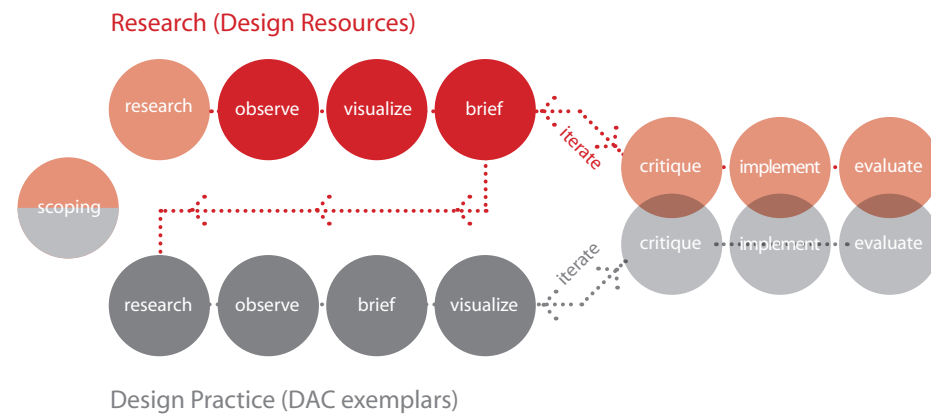 Research (Design Resources)
research observe visualize brief
iterate
critique implement evaluate
scoping
critique implement evaluate
iterate
research observe brief visualize
Design Practice (DAC exemplars)